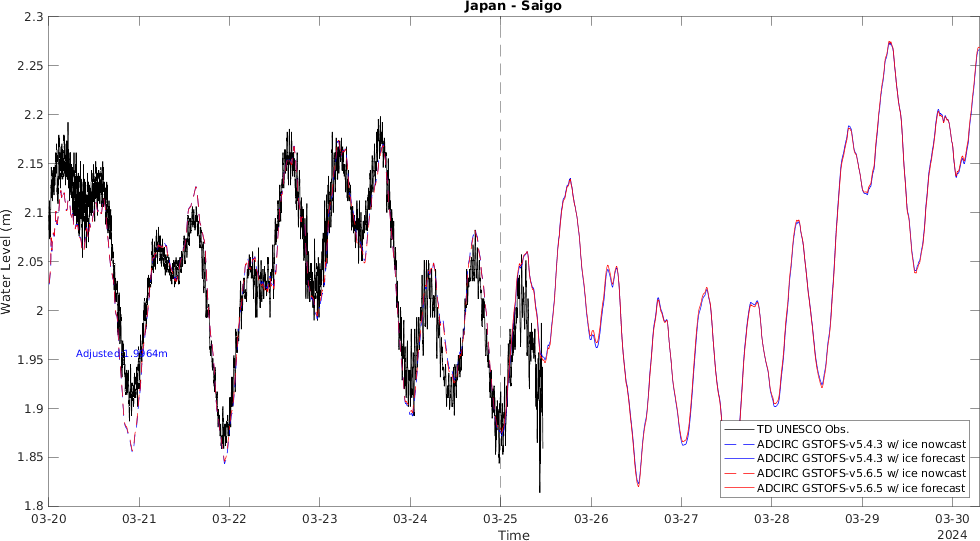 Japan - Saigo
2.3
2.25
2.2
2.15
2.1
2.05
2
1.95
1.9
1.85
1.8
Water Level (m)
Adjusted 1.9964m
TD UNESCO Obs.
ADCIRC GSTOFS-v5.4.3 w/ ice nowcast
ADCIRC GSTOFS-v5.4.3 w/ ice forecast
ADCIRC GSTOFS-v5.6.5 w/ ice nowcast
ADCIRC GSTOFS-v5.6.5 w/ ice forecast
03-20 03-21 03-22 03-23 03-24 03-25 03-26 03-27 03-28 03-29 03-30
Time
2024